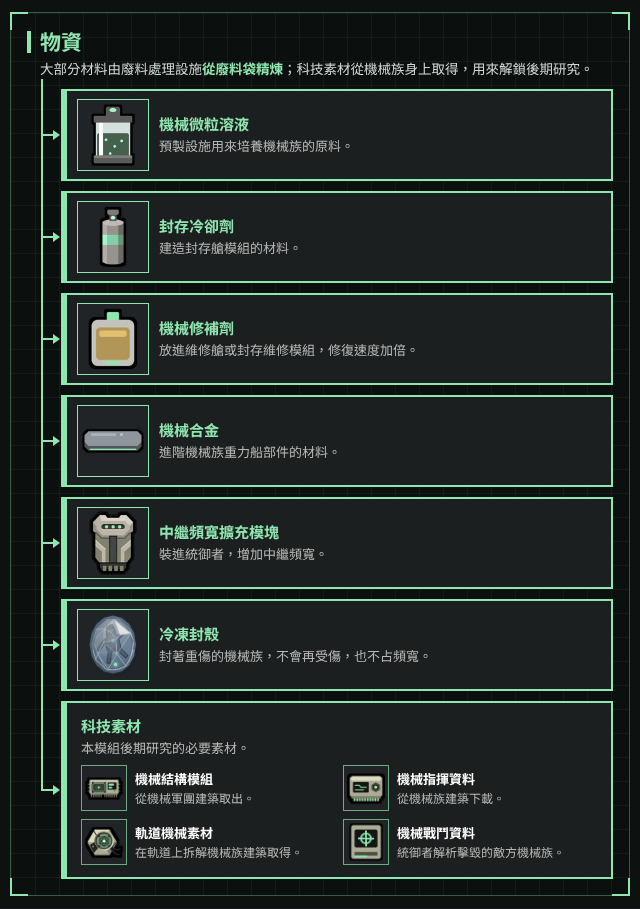 物資
大部分材料由廢料處理設施從廢料袋精煉；科技素材從機械族身上取得，用來解鎖後期研究。
機械微粒溶液
預製設施用來培養機械族的原料。
封存冷卻劑
建造封存艙模組的材料。
機械修補劑
放進維修艙或封存維修模組，修復速度加倍。
機械合金
進階機械族重力船部件的材料。
中繼頻寬擴充模塊
裝進統御者，增加中繼頻寬。
冷凍封殼
封著重傷的機械族，不會再受傷，也不占頻寬。
科技素材
本模組後期研究的必要素材。
機械結構模組
從機械軍團建築取出。
機械指揮資料
從機械族建築下載。
軌道機械素材
在軌道上拆解機械族建築取得。
機械戰鬥資料
統御者解析擊毀的敵方機械族。